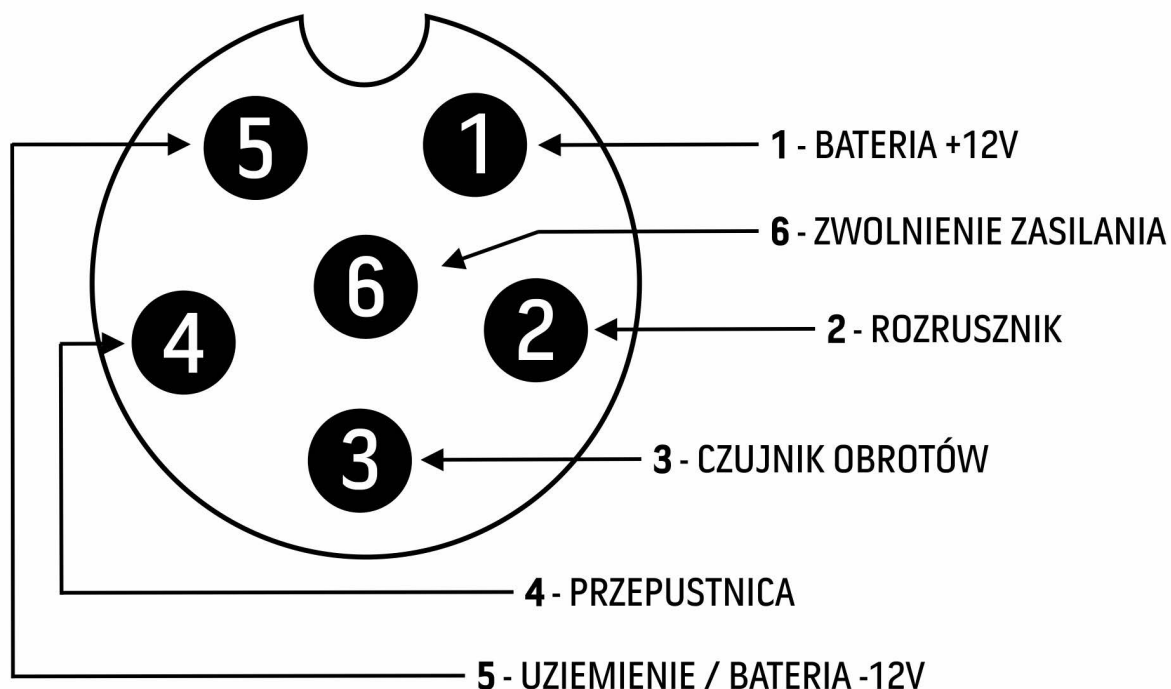 5
1
1 - BATERIA +12V
6 - ZWOLNIENIE ZASILANIA
6
4
2
2 - ROZRUSZNIK
3
3 - CZUJNIK OBROTÓW
4 - PRZEPUSTNICA
5 - UZIEMIENIE / BATERIA -12V